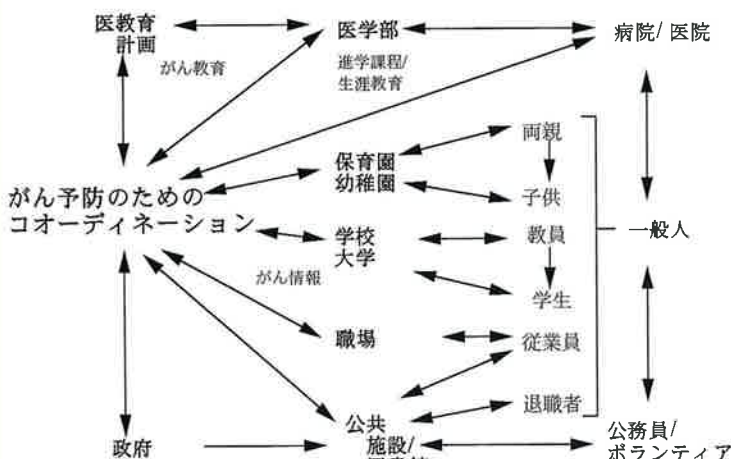 医教育
計画
医学部
病院/ 医院
がん教育
進学課程/
生涯教育
両親
保育園
幼稚園
がん予防のための
コオーディネーション
子供
学校
大学
教員
一般人
がん情報
学生
職場
従業員
退職者
公共
施設/
政府
公務員/
ボランティア